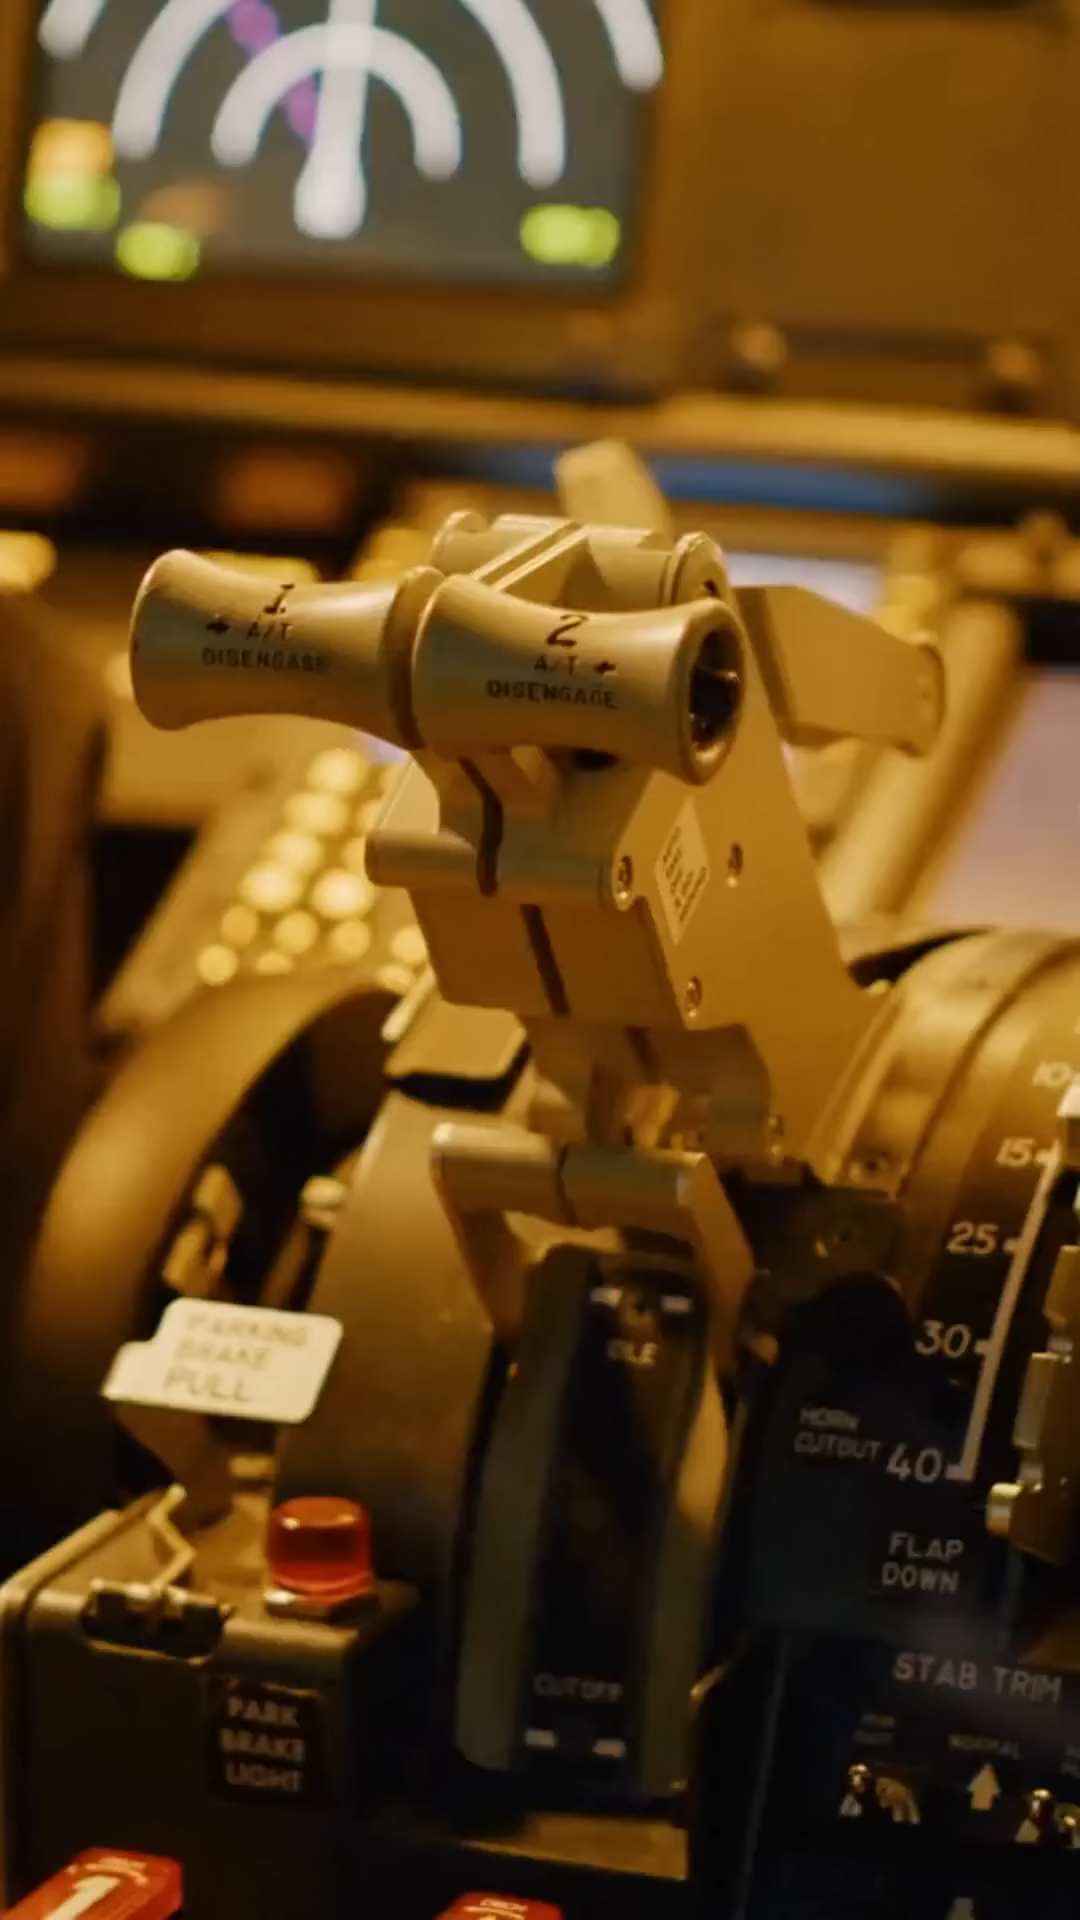 1
A/T
DISENGAGE
2
A/T
DISENGAGE
10
15
25
30
40
HORN
CUTOUT
FLAP
DOWN
PARKING
BRAKE
PULL
IDLE
CUTOFF
PARK
BRAKE
LIGHT
STAB TRIM
NORMAL
1